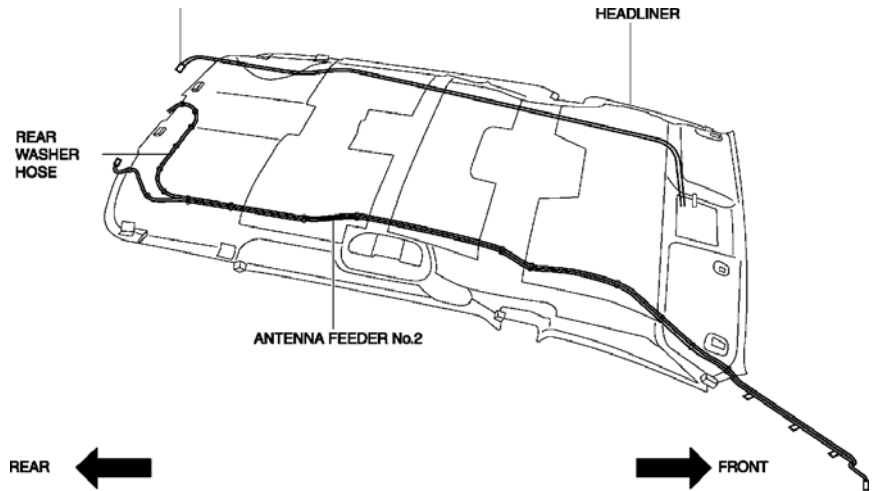 HEADLINER
REAR
WASHER
HOSE
ANTENNA FEEDER No.2
REAR
FRONT